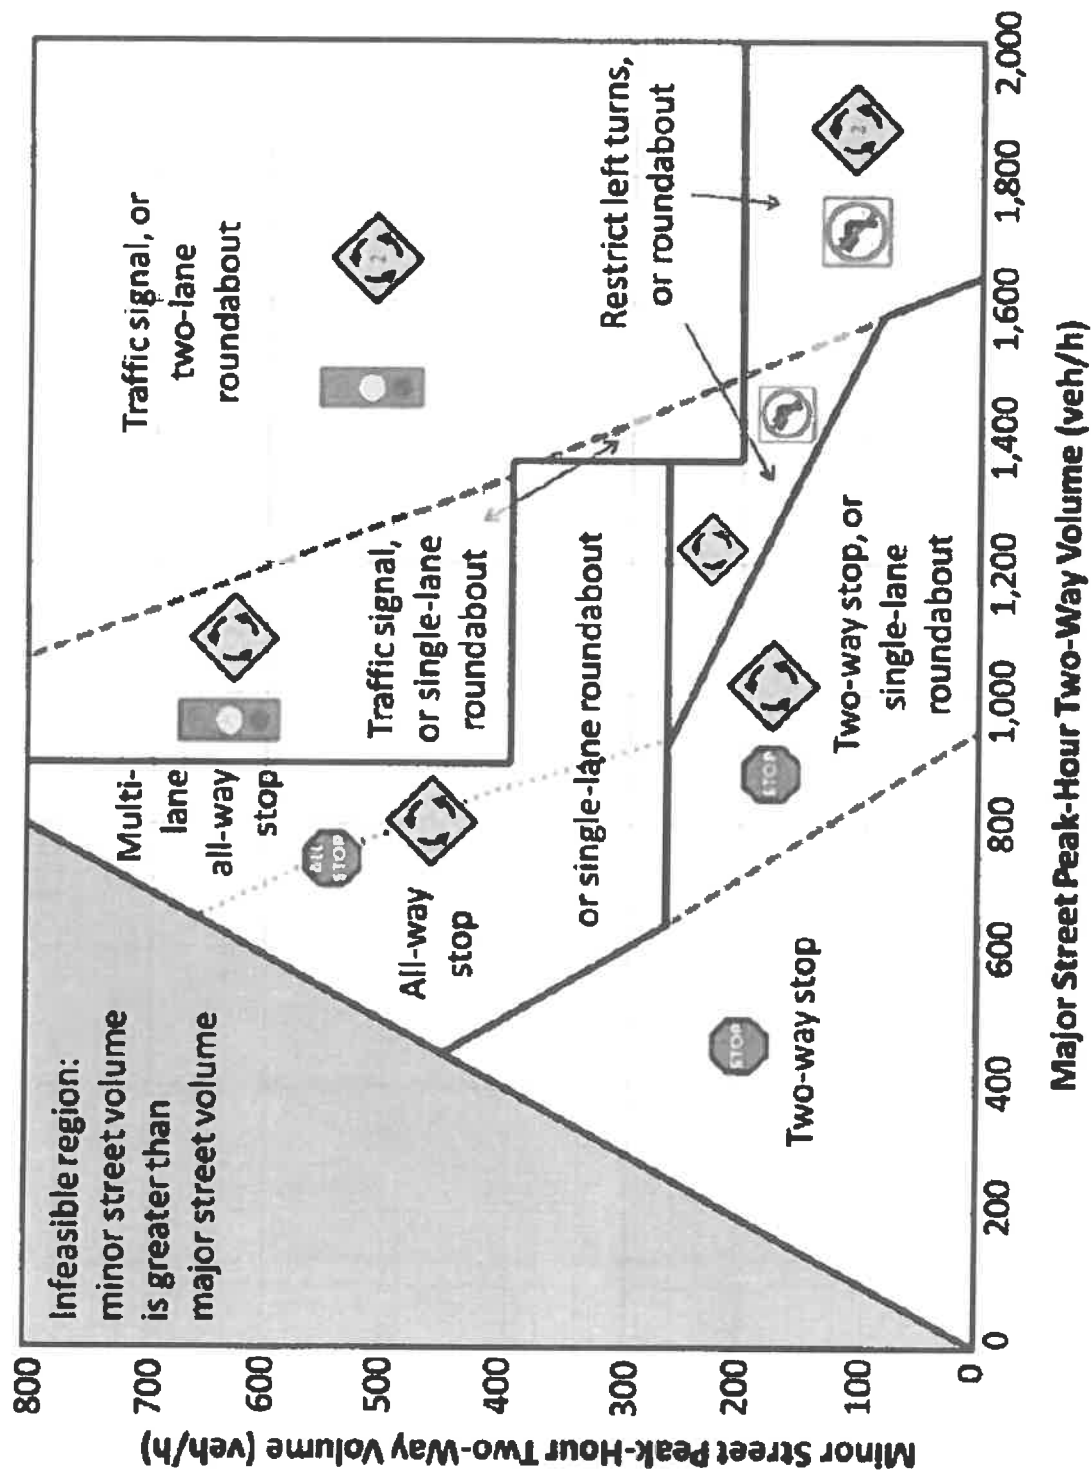 Infeasible region:
minor street volume
is greater than
major street volume
Multi-
lane
all-way
stop
Traffic signal, or
two-lane
roundabout
2
Traffic signal,
or single-lane
roundabout
ALL
STOP
All-way
stop
or single-lane roundabout
Restrict left turns,
or roundabout
2
STOP
Two-way stop
STOP
Two-way stop, or
single-lane
roundabout
800
700
600
500
400
300
200
100
0
0
200
400
600
800
1,000
1,200
1,400
1,600
1,800
2,000
Minor Street Peak-Hour Two-Way Volume (veh/h)
Major Street Peak-Hour Two-Way Volume (veh/h)